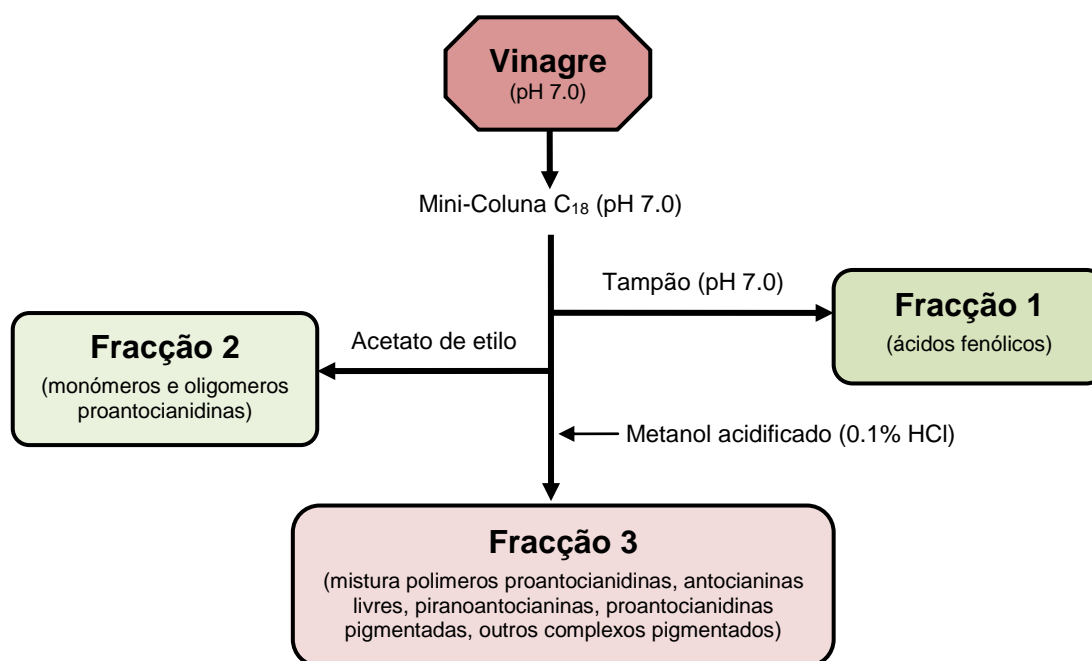 Vinagre
(pH 7.0)
Mini-Coluna C₁₈ (pH 7.0)
Tampão (pH 7.0)
Fracção 1
(ácidos fenólicos)
Acetato de etilo
Fracção 2
(monómeros e oligomeros
proantocianidinas)
Metanol acidificado (0.1% HCl)
Fracção 3
(mistura polimeros proantocianidinas, antocianinas
livres, piranoantocianinas, proantocianidinas
pigmentadas, outros complexos pigmentados)